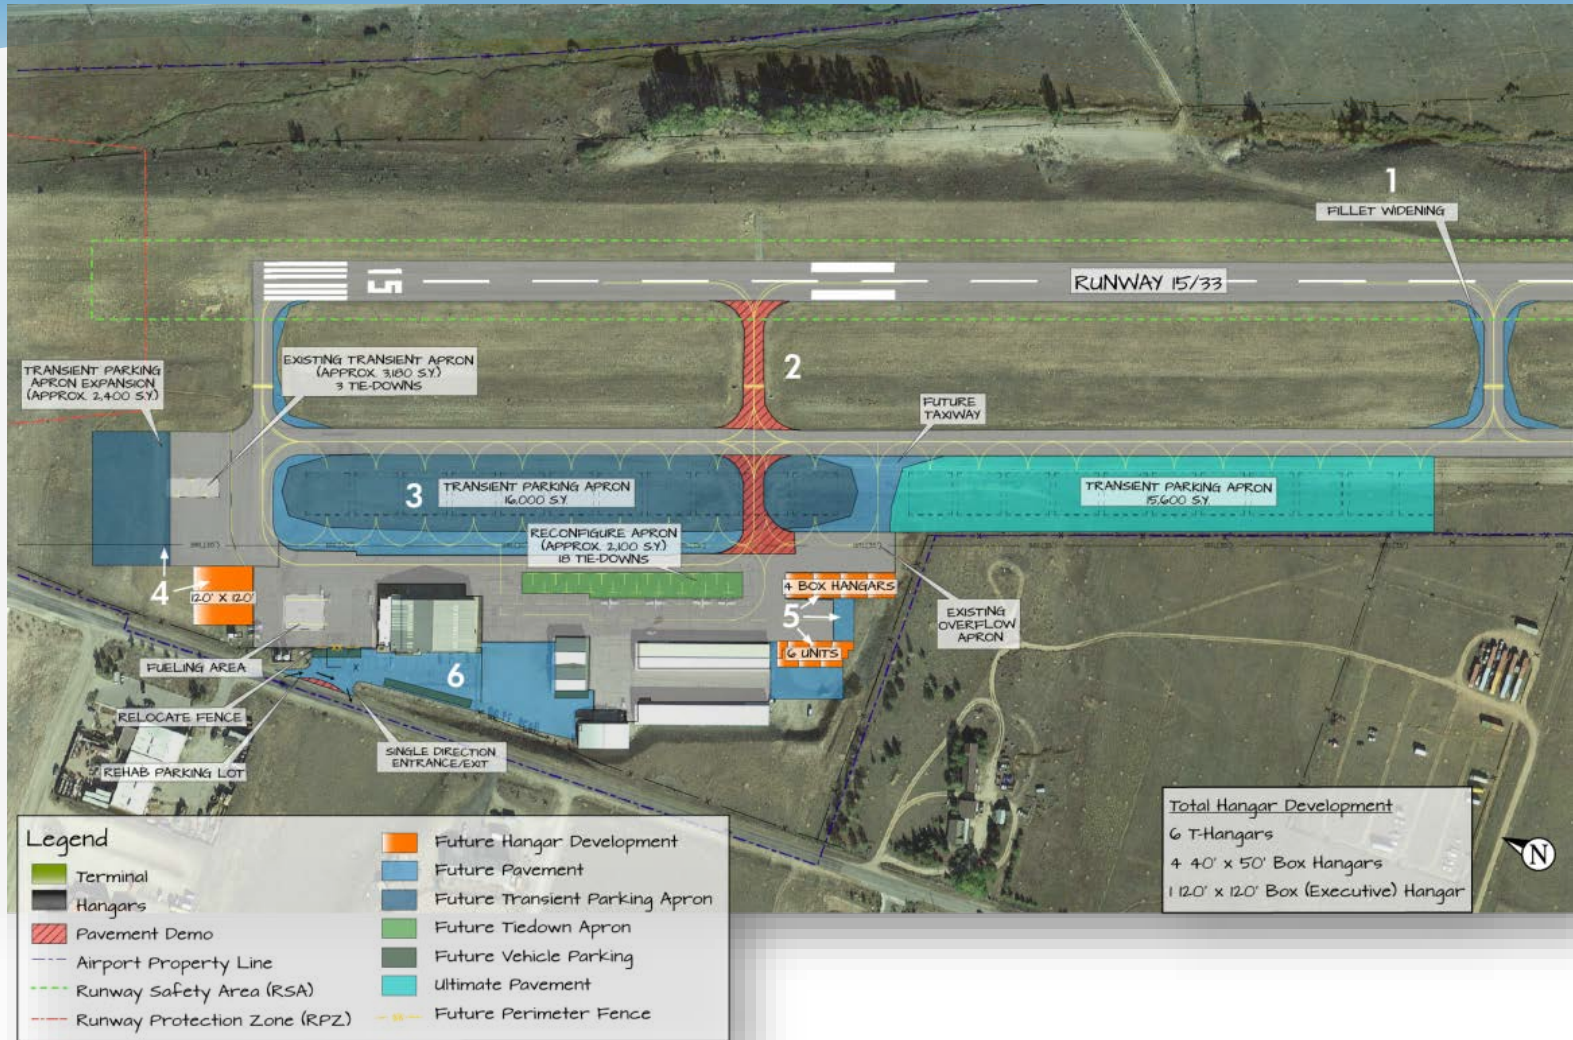 1
FILLET WIDENING
15
RUNWAY 15/33
TRANSIENT PARKING
APRON EXPANSION
(APPROX. 2,400 S.Y.)
EXISTING TRANSIENT APRON
(APPROX. 3,180 S.Y.)
3 TIE-DOWNS
2
FUTURE
TAXIWAY
3
TRANSIENT PARKING APRON
16,000 S.Y.
TRANSIENT PARKING APRON
15,600 S.Y.
RECONFIGURE APRON
(APPROX. 2,100 S.Y.)
18 TIE-DOWNS
4
120' X 120'
4 BOX HANGARS
5
6 UNITS
EXISTING
OVERFLOW
APRON
FUELING AREA
6
RELOCATE FENCE
REHAB PARKING LOT
SINGLE DIRECTION
ENTRANCE/EXIT
Legend
Terminal
Hangars
Pavement Demo
Airport Property Line
Runway Safety Area (RSA)
Runway Protection Zone (RPZ)
Future Hangar Development
Future Pavement
Future Transient Parking Apron
Future Tiedown Apron
Future Vehicle Parking
Ultimate Pavement
Future Perimeter Fence
Total Hangar Development
6 T-Hangars
4 40' x 50' Box Hangars
1 120' x 120' Box (Executive) Hangar
N